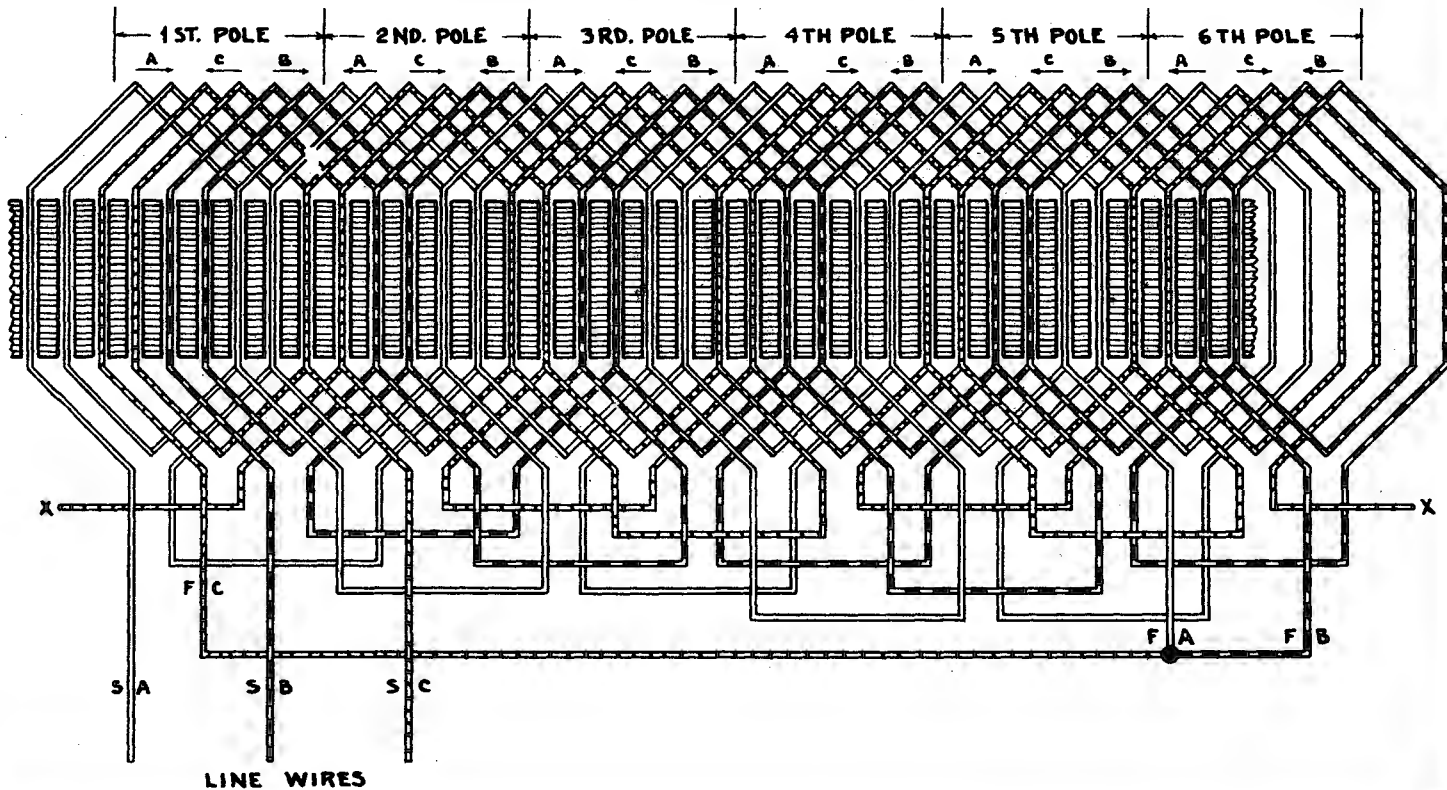 1ST. POLE 2ND. POLE 3RD. POLE 4TH POLE 5TH POLE 6TH POLE
A C B A C B A C B A C B A C B A C B
X X
F C
F A F B
S A S B S C
LINE WIRES